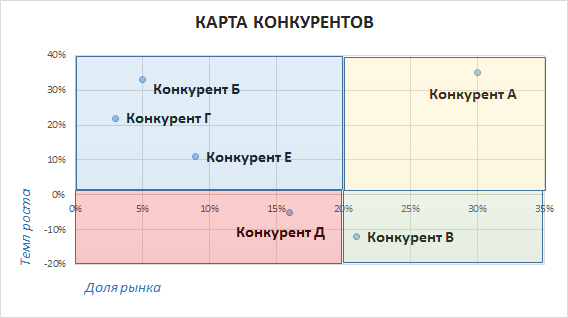 КАРТА КОНКУРЕНТОВ
40%
30%
20%
10%
0%
-10%
-20%
0%
5%
10%
15%
20%
25%
30%
35%
Конкурент А
Конкурент Б
Конкурент Г
Конкурент Е
Конкурент Д
Конкурент В
Темп роста
Доля рынка